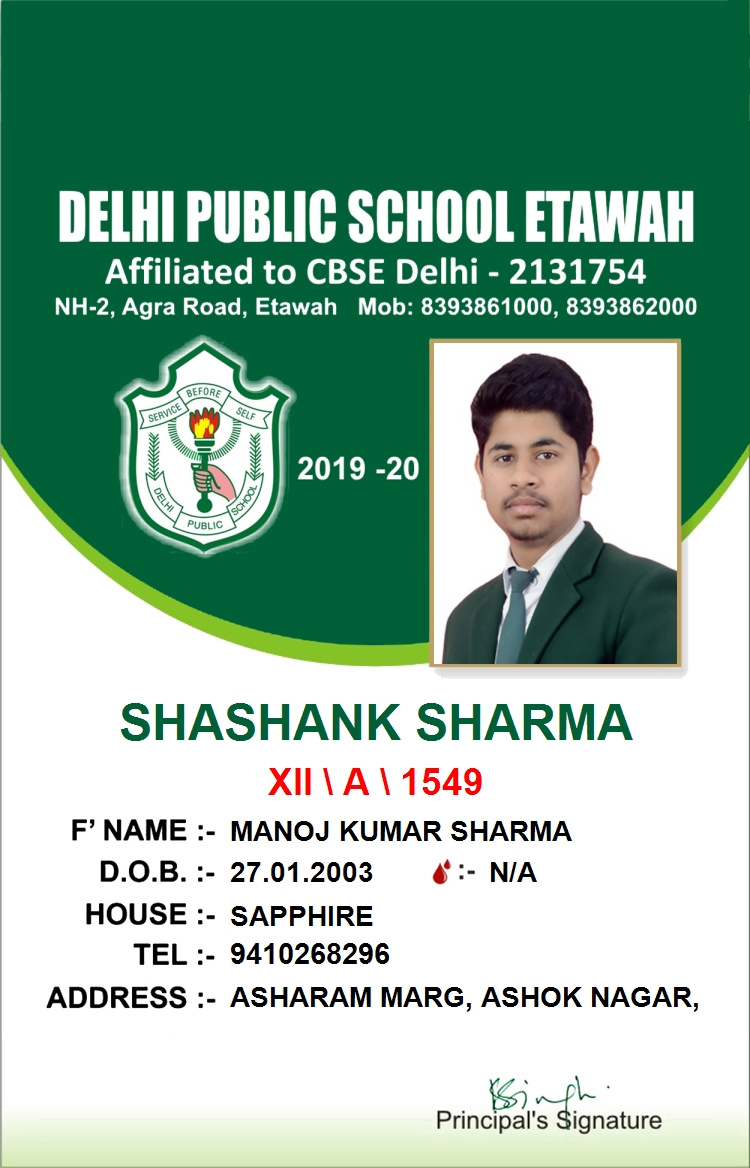 DELHI PUBLIC SCHOOL ETAWAH
Affiliated to CBSE Delhi - 2131754
NH-2, Agra Road, Etawah Mob: 8393861000, 8393862000
SERVICE BEFORE SELF
DELHI PUBLIC SCHOOL
2019 -20
SHASHANK SHARMA
XII \ A \ 1549
F’ NAME :- MANOJ KUMAR SHARMA
D.O.B. :- 27.01.2003 :- N/A
HOUSE :- SAPPHIRE
TEL :- 9410268296
ADDRESS :- ASHARAM MARG, ASHOK NAGAR,
Principal's Signature